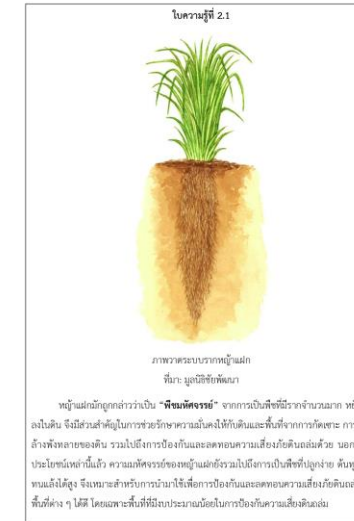 ใบความรู้ที่ 2.1
ภาพวาดระบบรากหญ้าแฝก
ที่มา: มูลนิธิชัยพัฒนา
หญ้าแฝกมักถูกกล่าวว่าเป็น “พืชมหัศจรรย์” จากการเป็นพืชที่มีรากจำนวนมาก
ลงในดิน จึงมีส่วนสำคัญในการช่วยรักษาความมั่นคงให้กับดินและพื้นที่จากการกัดเซาะ
ล้างพังทลายของดิน รวมไปถึงการป้องกันและลดทอนความเสี่ยงภัยดินถล่มด้วย
ประโยชน์เหล่านี้แล้ว ความมหัศจรรย์ของหญ้าแฝกยังรวมไปถึงการเป็นพืชที่ปลูกง่าย
ทนแล้งได้สูง จึงเหมาะสำหรับการนำมาใช้เพื่อการป้องกันและลดทอนความเสี่ยงภัยดิน
พื้นที่ต่าง ๆ ได้ดี โดยเฉพาะพื้นที่ที่มีงบประมาณน้อยในการป้องกันความเสี่ยงดินถล่ม